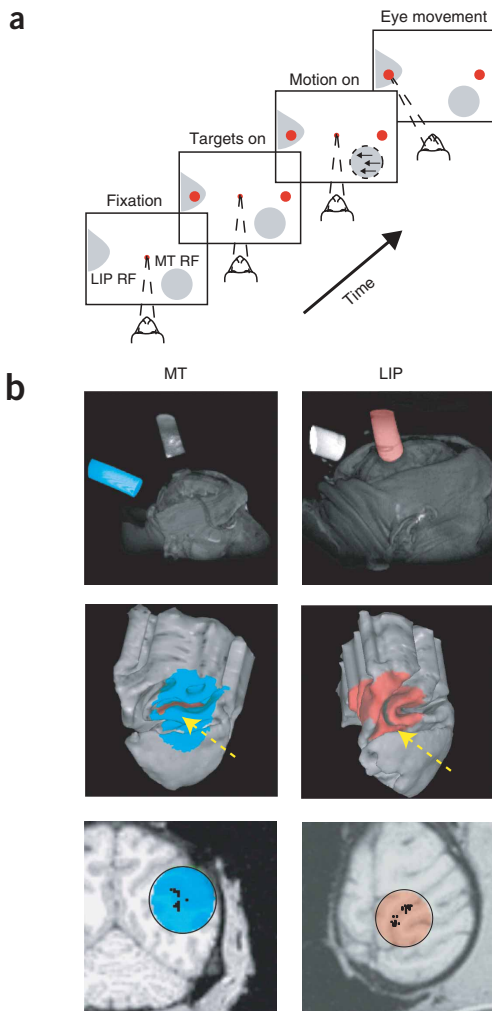 a
Eye movement
Motion on
Targets on
Fixation
MT RF
LIP RF
Time
b
MT
LIP